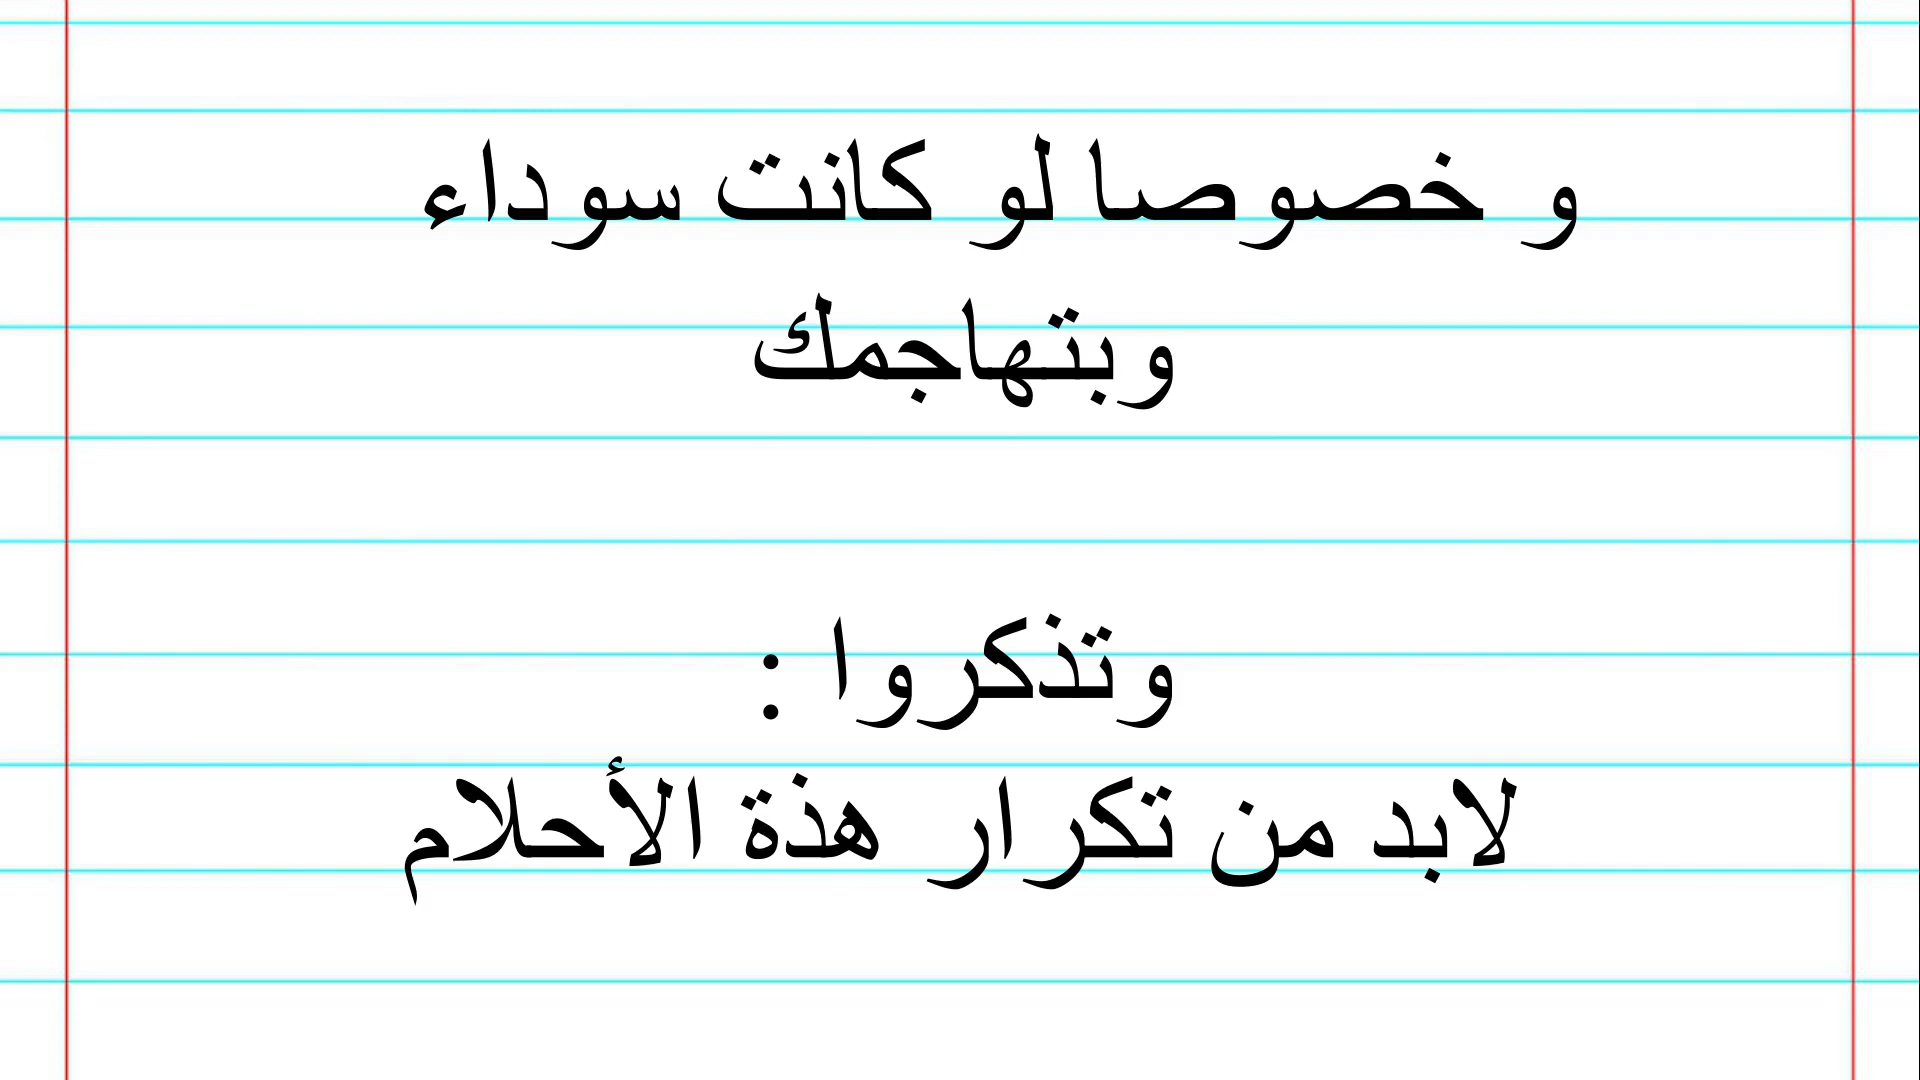 و خصوصا لو كانت سوداء
وبتهاجمك
وتذكروا :
لابد من تكرار هذة الأحلام